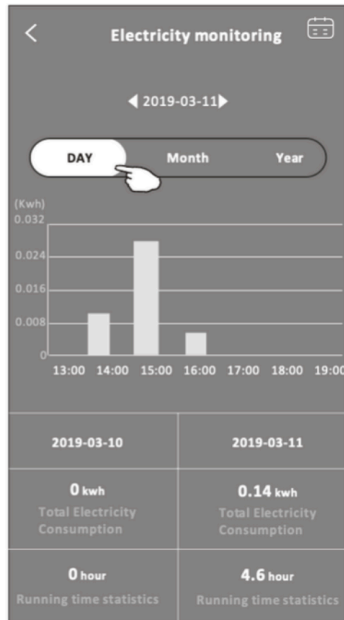 Electricity monitoring
2019-03-11
DAY Month Year
(Kwh)
0.032
0.024
0.016
0.008
0
13:00 14:00 15:00 16:00 17:00 18:00 19:00
2019-03-10 2019-03-11
0 kwh 0.14 kwh
Total Electricity Total Electricity
Consumption Consumption
0 hour 4.6 hour
Running time statistics Running time statistics